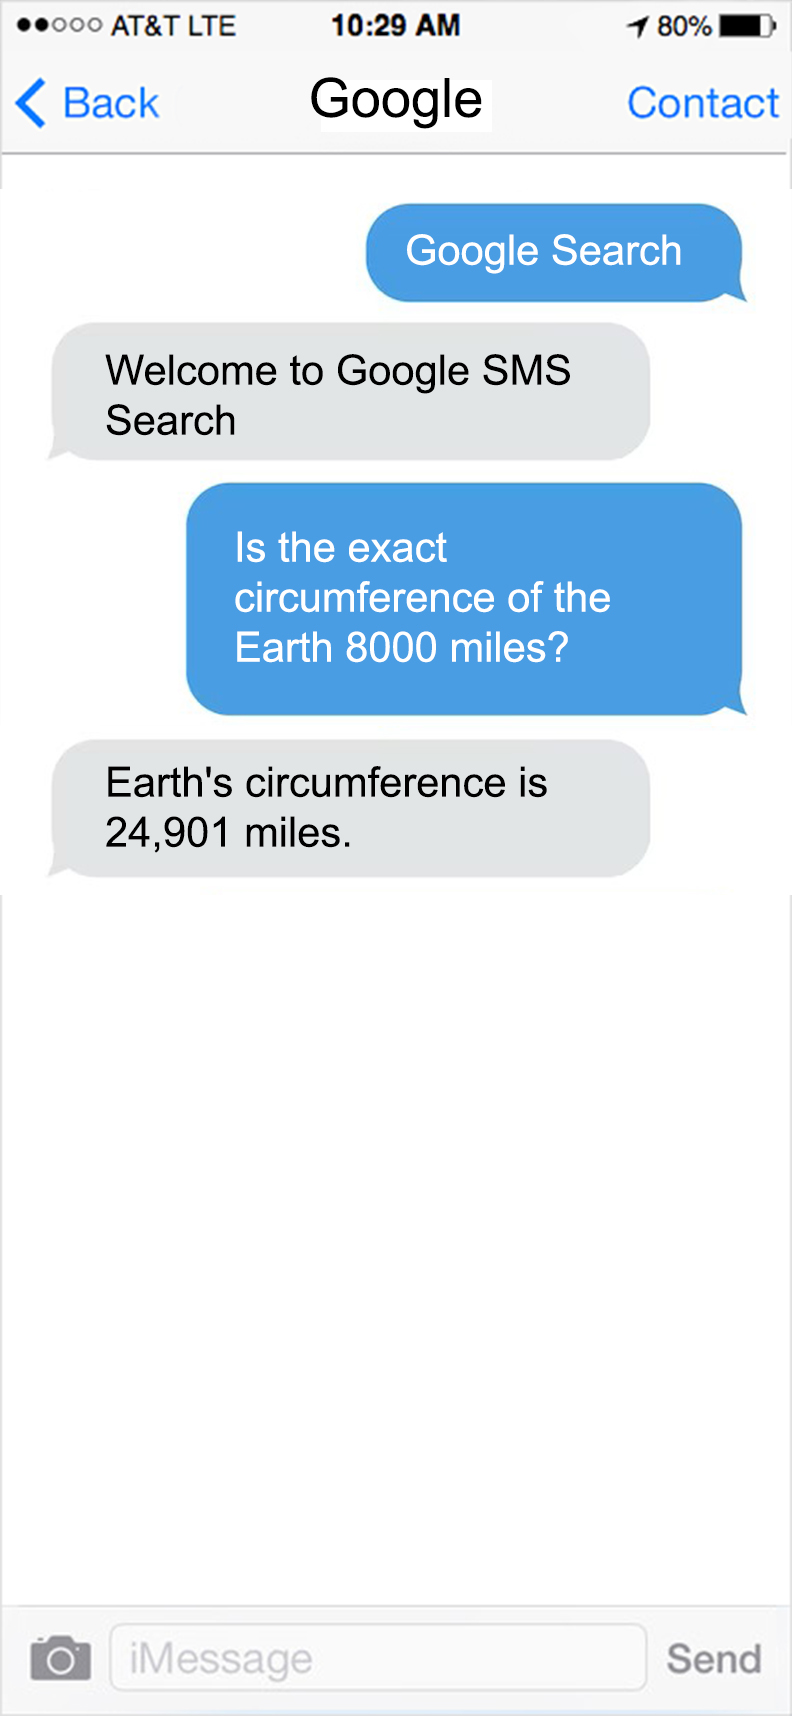 AT&T LTE 10:29 AM 80%
Back Google Contact
Google Search
Welcome to Google SMS
Search
Is the exact
circumference of the
Earth 8000 miles?
Earth's circumference is
24,901 miles.
iMessage Send